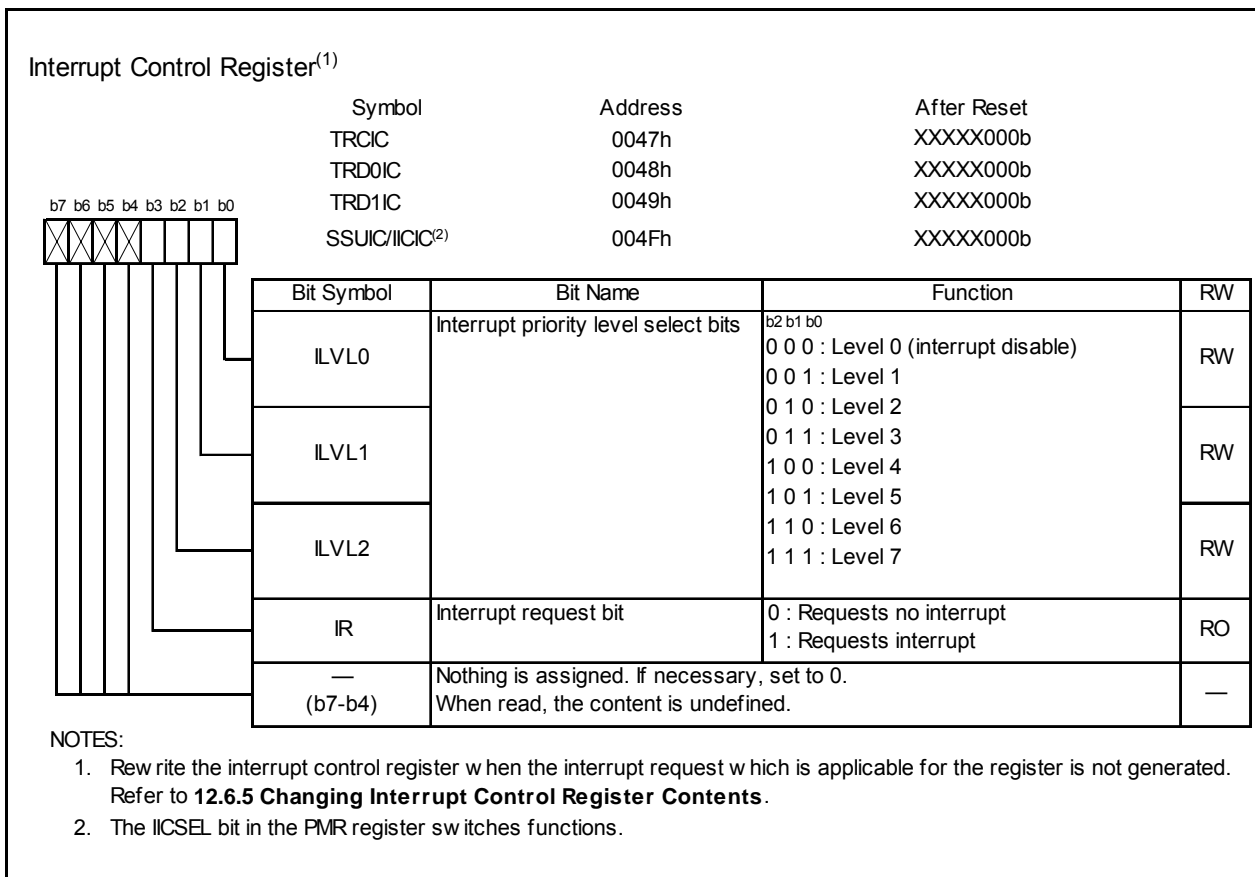 Interrupt Control Register(1)
Symbol Address After Reset
TRCIC 0047h XXXXX000b
TRD0IC 0048h XXXXX000b
TRD1IC 0049h XXXXX000b
SSUIC/IICIC(2) 004Fh XXXXX000b
b7 b6 b5 b4 b3 b2 b1 b0
Bit Symbol Bit Name Function RW
ILVL0 Interrupt priority level select bits b2 b1 b0
0 0 0 : Level 0 (interrupt disable) RW
0 0 1 : Level 1
0 1 0 : Level 2
ILVL1 0 1 1 : Level 3 RW
1 0 0 : Level 4
1 0 1 : Level 5
ILVL2 1 1 0 : Level 6 RW
1 1 1 : Level 7
IR Interrupt request bit 0 : Requests no interrupt RO
1 : Requests interrupt
— Nothing is assigned. If necessary, set to 0. —
(b7-b4) When read, the content is undefined.
NOTES:
1. Rewrite the interrupt control register when the interrupt request which is applicable for the register is not generated.
Refer to 12.6.5 Changing Interrupt Control Register Contents.
2. The IICSEL bit in the PMR register switches functions.